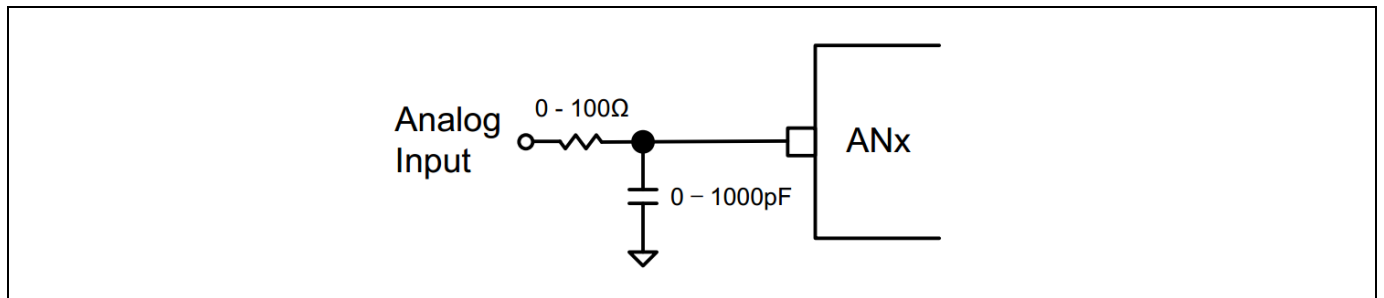 0 - 100Ω
Analog
Input
ANx
0 – 1000pF